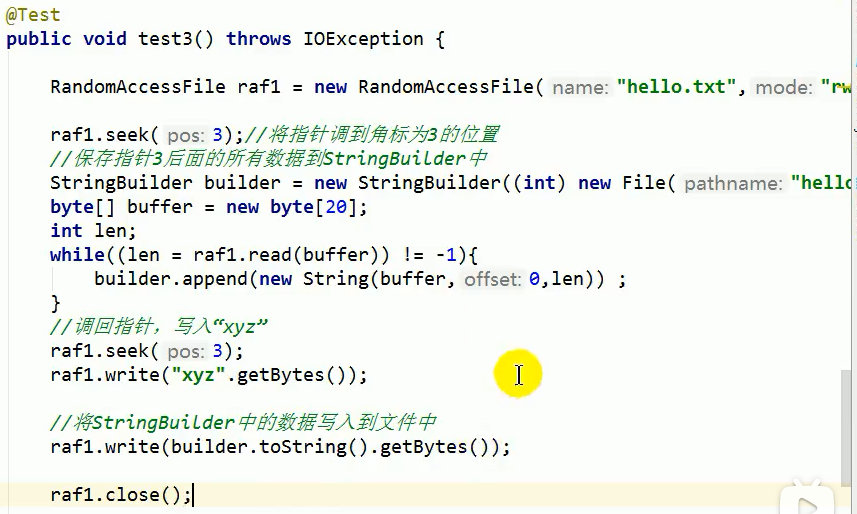 @Test
public void test3() throws IOException {
RandomAccessFile raf1 = new RandomAccessFile( name: "hello.txt", mode: "rw
raf1.seek( pos: 3);//将指针调到角标为3的位置
//保存指针3后面的所有数据到StringBuilder中
StringBuilder builder = new StringBuilder((int) new File( pathname: "hello
byte[] buffer = new byte[20];
int len;
while((len = raf1.read(buffer)) != -1){
builder.append(new String(buffer, offset: 0,len)) ;
}
//调回指针，写入“xyz”
raf1.seek( pos: 3);
raf1.write("xyz".getBytes());
//将StringBuilder中的数据写入到文件中
raf1.write(builder.toString().getBytes());
raf1.close();